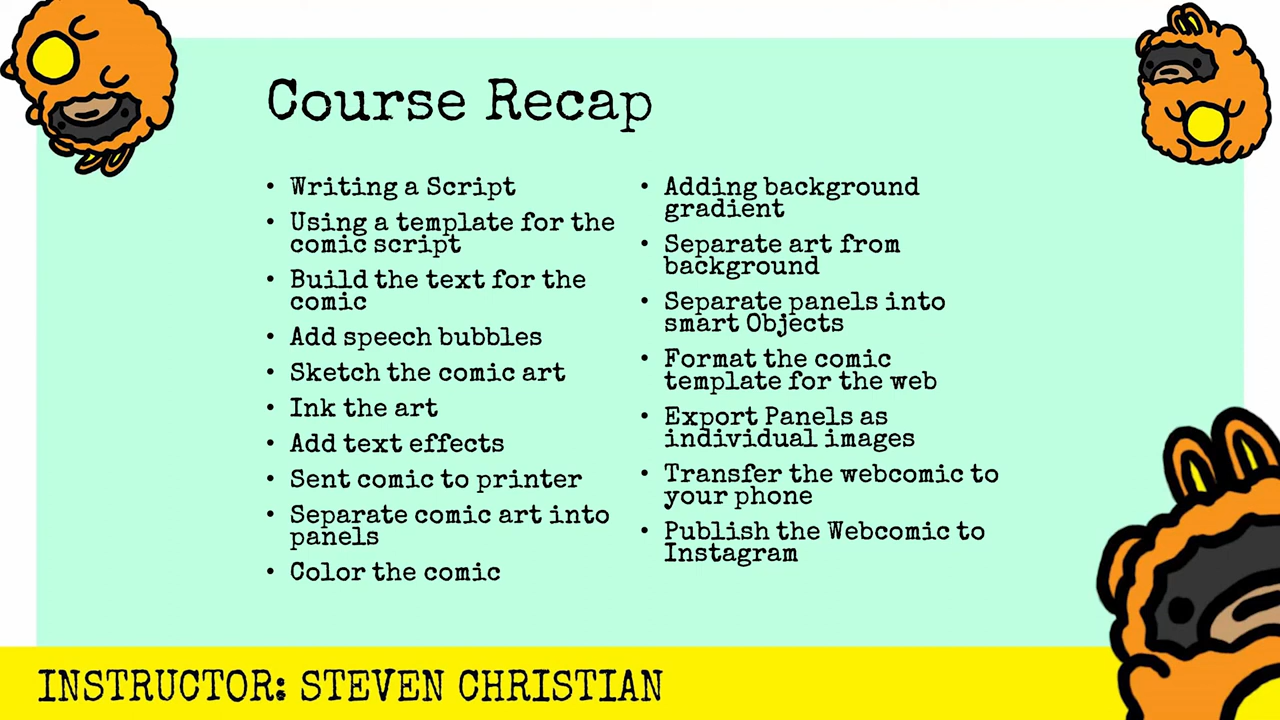 Course Recap
• Writing a Script
• Using a template for the
comic script
• Build the text for the
comic
• Add speech bubbles
• Sketch the comic art
• Ink the art
• Add text effects
• Sent comic to printer
• Separate comic art into
panels
• Color the comic
• Adding background
gradient
• Separate art from
background
• Separate panels into
smart Objects
• Format the comic
template for the web
• Export Panels as
individual images
• Transfer the webcomic to
your phone
• Publish the Webcomic to
Instagram
INSTRUCTOR: STEVEN CHRISTIAN